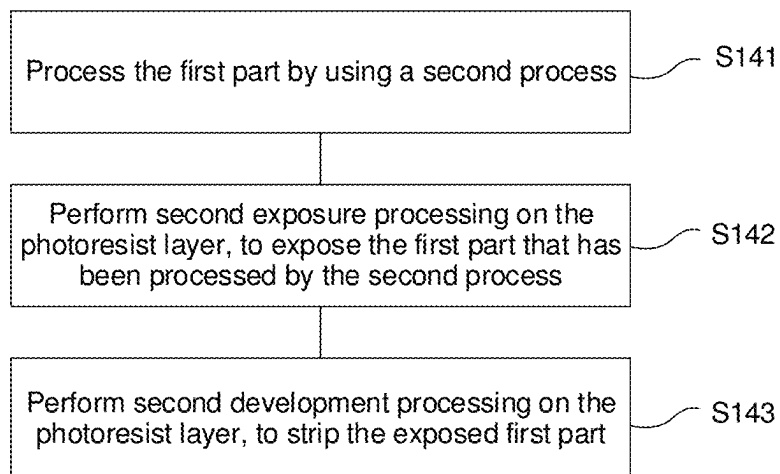 Process the first part by using a second process
S141
Perform second exposure processing on the
photoresist layer, to expose the first part that has
been processed by the second process
S142
Perform second development processing on the
photoresist layer, to strip the exposed first part
S143